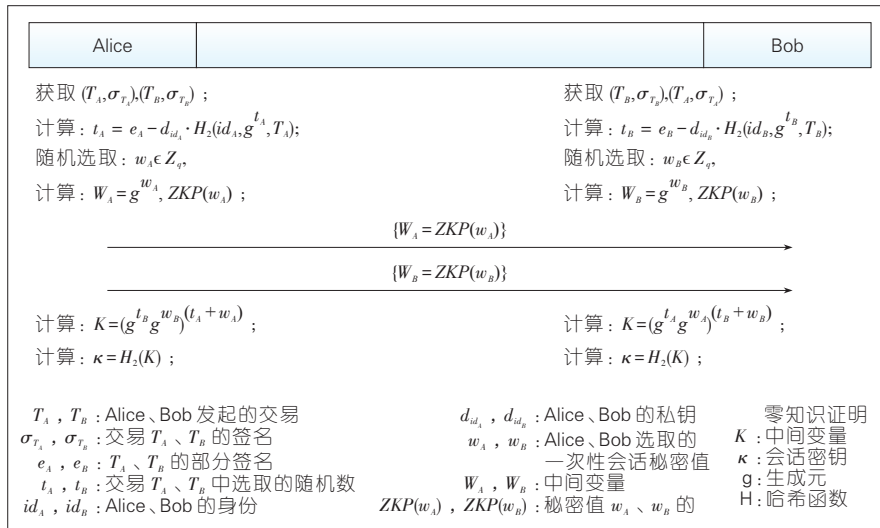 Alice Bob
获取 (T_A,σ_{T_A}),(T_B,σ_{T_B}) ; 获取 (T_B,σ_{T_B}),(T_A,σ_{T_A}) ;
计算: t_A = e_A − d_{id_A}·H_2(id_A,g^{t_A},T_A); 计算: t_B = e_B − d_{id_B}·H_2(id_B,g^{t_B},T_B);
随机选取: w_A∈Z_q, 随机选取: w_B∈Z_q,
计算: W_A=g^{w_A}, ZKP(w_A) ; 计算: W_B=g^{w_B}, ZKP(w_B) ;
{W_A=ZKP(w_A)}
{W_B=ZKP(w_B)}
计算: K=(g^{t_B}g^{w_B})^{(t_A+w_A)} ; 计算: K=(g^{t_A}g^{w_A})^{(t_B+w_B)} ;
计算: κ=H_2(K) ; 计算: κ=H_2(K) ;
T_A , T_B : Alice、Bob 发起的交易
σ_{T_A} , σ_{T_B} : 交易 T_A 、T_B 的签名
e_A , e_B : T_A 、T_B 的部分签名
t_A , t_B : 交易 T_A 、T_B 中选取的随机数
id_A , id_B : Alice、Bob 的身份
d_{id_A} , d_{id_B} : Alice、Bob 的私钥
w_A , w_B : Alice、Bob 选取的
一次性会话秘密值
W_A , W_B : 中间变量
ZKP(w_A) , ZKP(w_B) : 秘密值 w_A 、w_B 的
零知识证明
K : 中间变量
κ : 会话密钥
g : 生成元
H : 哈希函数